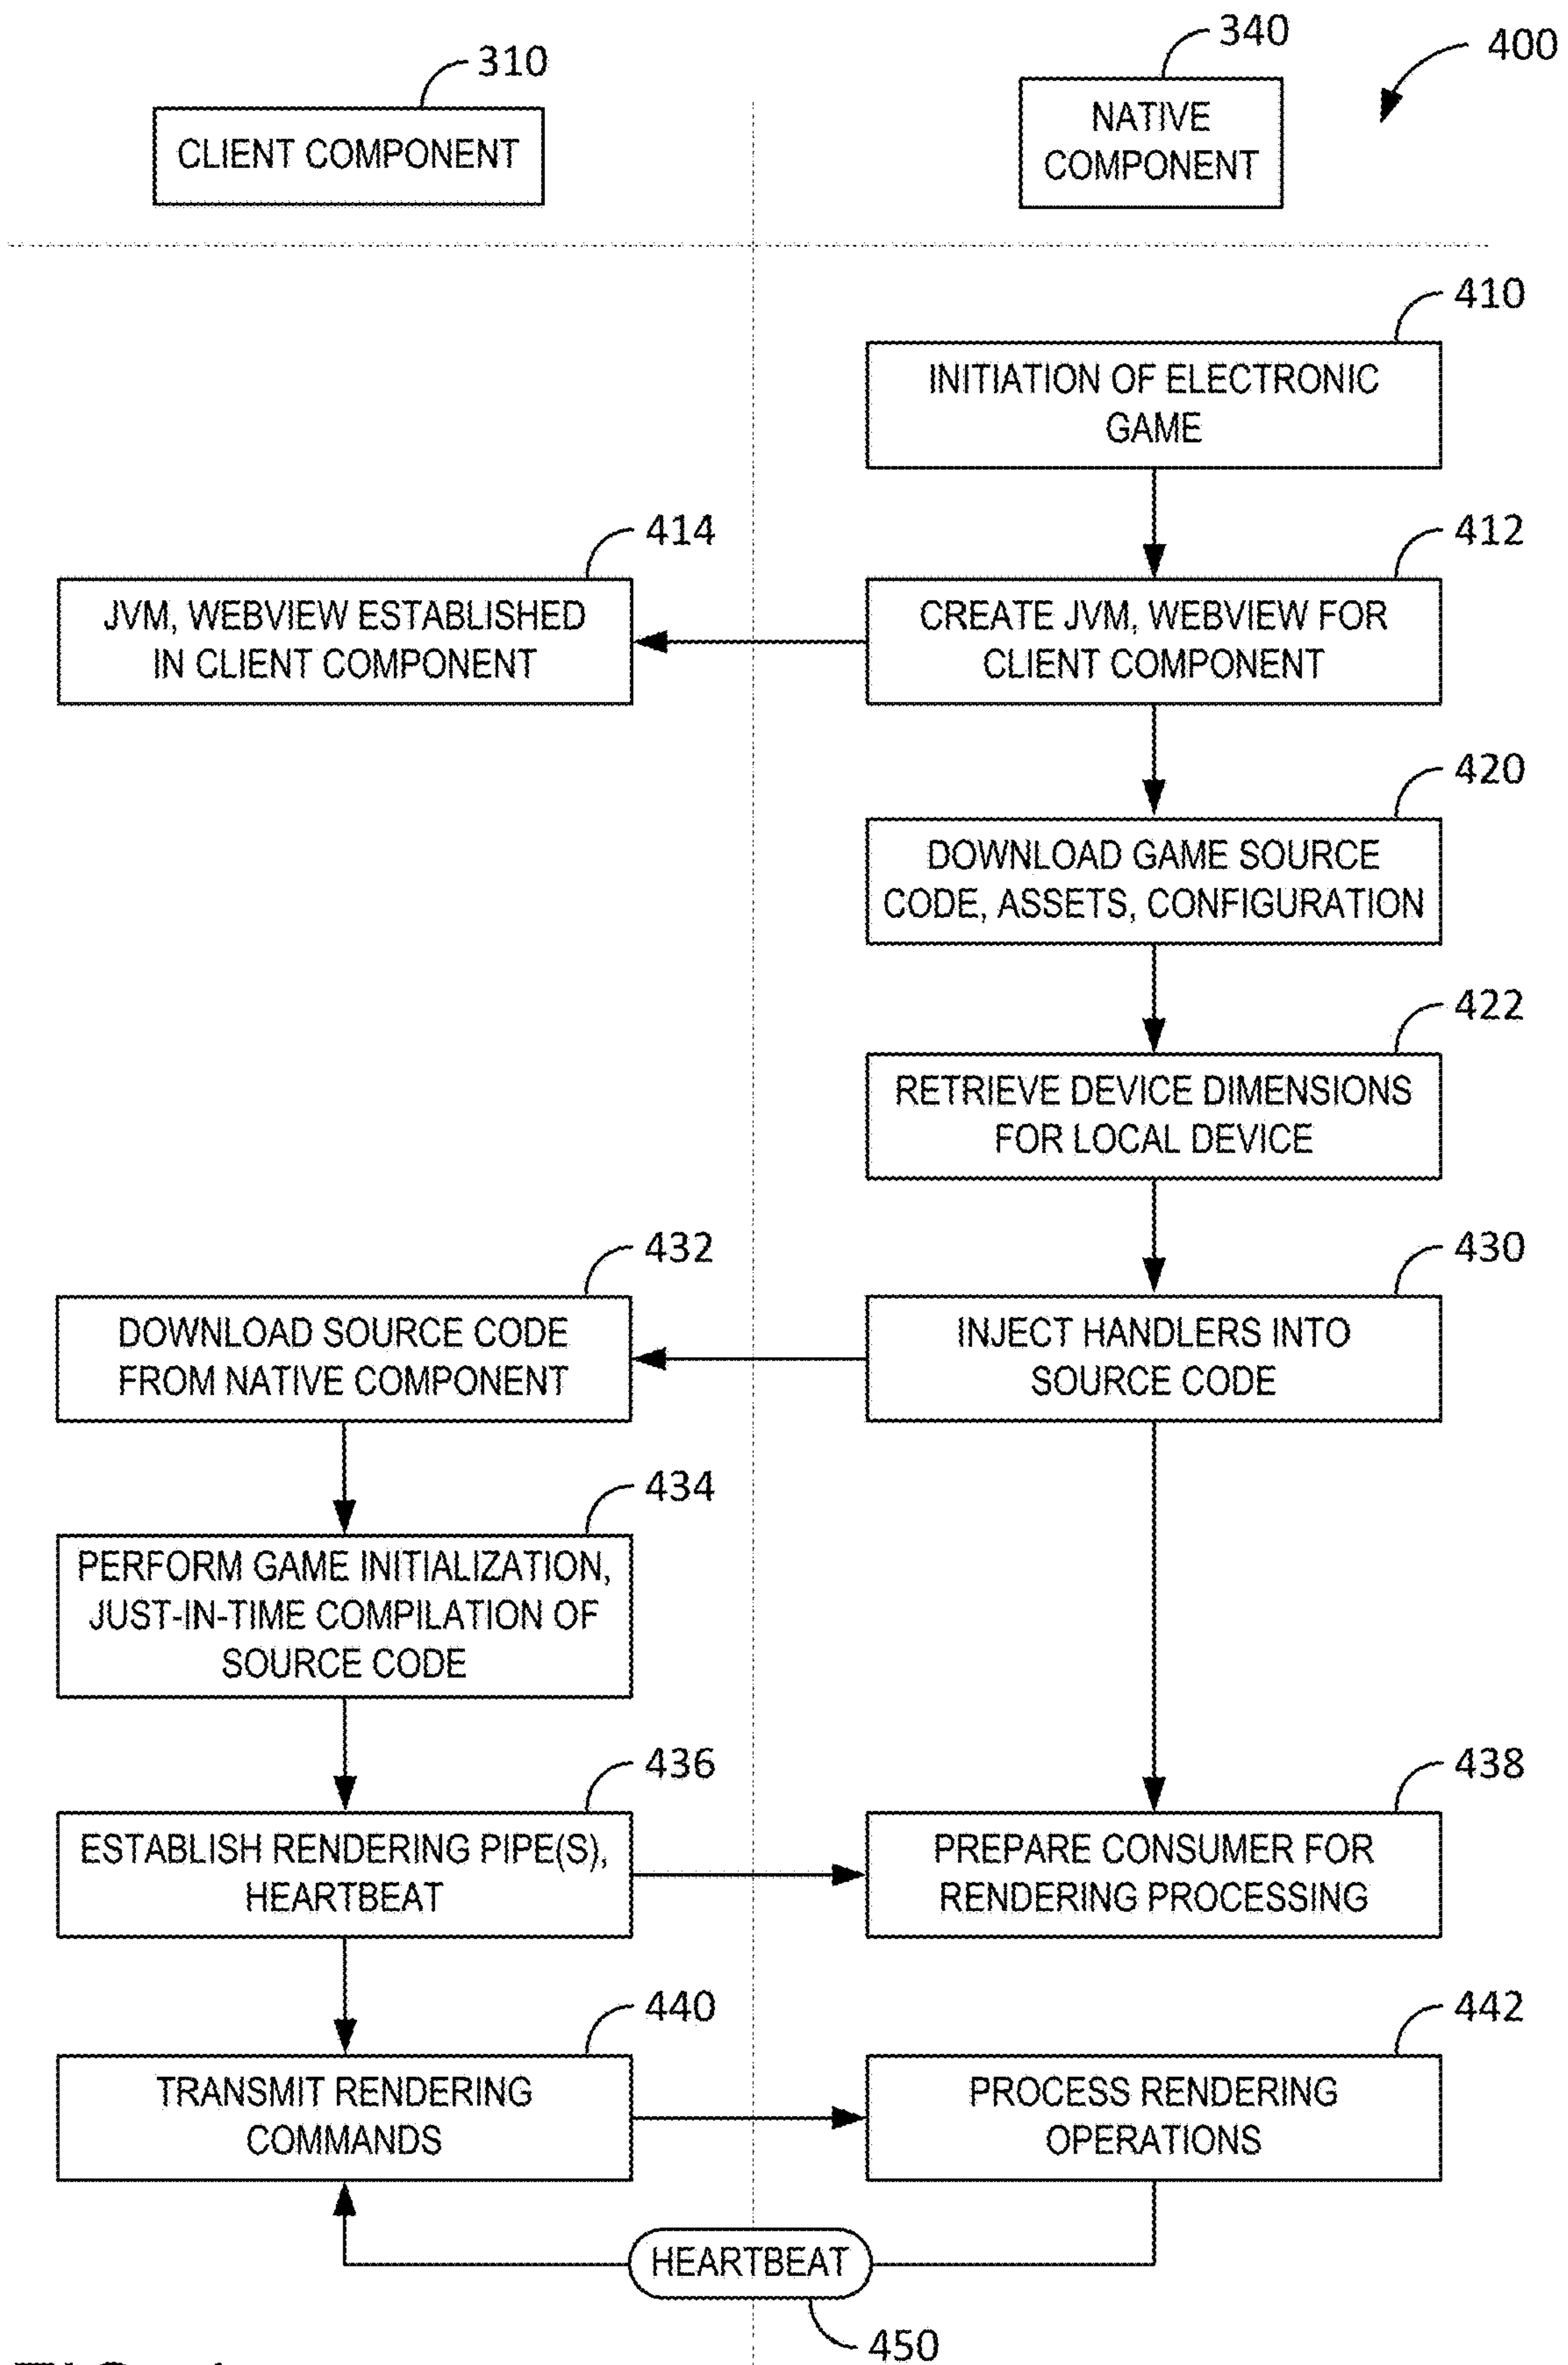 310
340
400
CLIENT COMPONENT
NATIVE
COMPONENT
410
INITIATION OF ELECTRONIC
GAME
414
412
JVM, WEBVIEW ESTABLISHED
IN CLIENT COMPONENT
CREATE JVM, WEBVIEW FOR
CLIENT COMPONENT
420
DOWNLOAD GAME SOURCE
CODE, ASSETS, CONFIGURATION
422
RETRIEVE DEVICE DIMENSIONS
FOR LOCAL DEVICE
432
430
DOWNLOAD SOURCE CODE
FROM NATIVE COMPONENT
INJECT HANDLERS INTO
SOURCE CODE
434
PERFORM GAME INITIALIZATION,
JUST-IN-TIME COMPILATION OF
SOURCE CODE
436
438
ESTABLISH RENDERING PIPE(S),
HEARTBEAT
PREPARE CONSUMER FOR
RENDERING PROCESSING
440
442
TRANSMIT RENDERING
COMMANDS
PROCESS RENDERING
OPERATIONS
HEARTBEAT
450